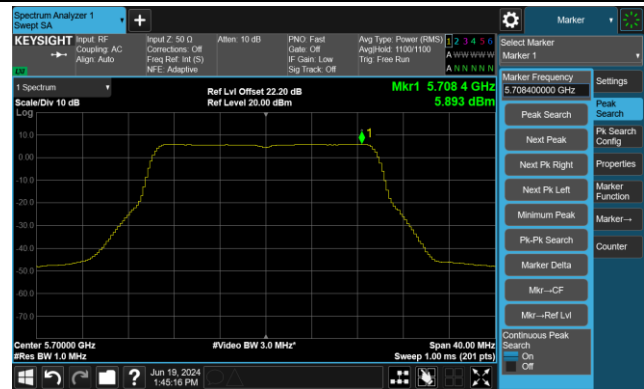 Spectrum Analyzer 1
Swept SA
Marker
KEYSIGHT
Input: RF
Coupling: AC
Align: Auto
Input Z: 50 Ω
Corrections: Off
Freq Ref: Int (S)
NFE: Adaptive
Atten: 10 dB
PNO: Fast
Gate: Off
IF Gain: Low
Sig Track: Off
Avg Type: Power (RMS)
Avg|Hold: 1100/1100
Trig: Free Run
1 2 3 4 5 6
A W W W W W
A N N N N N
LU
Select Marker
Marker 1
1 Spectrum
Scale/Div 10 dB
Log
Ref Lvl Offset 22.20 dB
Ref Level 20.00 dBm
Mkr1 5.708 4 GHz
5.893 dBm
1
10.0
0.00
-10.0
-20.0
-30.0
-40.0
-50.0
-60.0
-70.0
Center 5.70000 GHz
#Res BW 1.0 MHz
#Video BW 3.0 MHz*
Span 40.00 MHz
Sweep 1.00 ms (201 pts)
Marker Frequency
5.708400000 GHz
Peak Search
Next Peak
Next Pk Right
Next Pk Left
Minimum Peak
Pk-Pk Search
Marker Delta
Mkr→CF
Mkr→Ref Lvl
Continuous Peak
Search
On
Off
Settings
Peak
Search
Pk Search
Config
Properties
Marker
Function
Marker→
Counter
Jun 19, 2024
1:45:16 PM